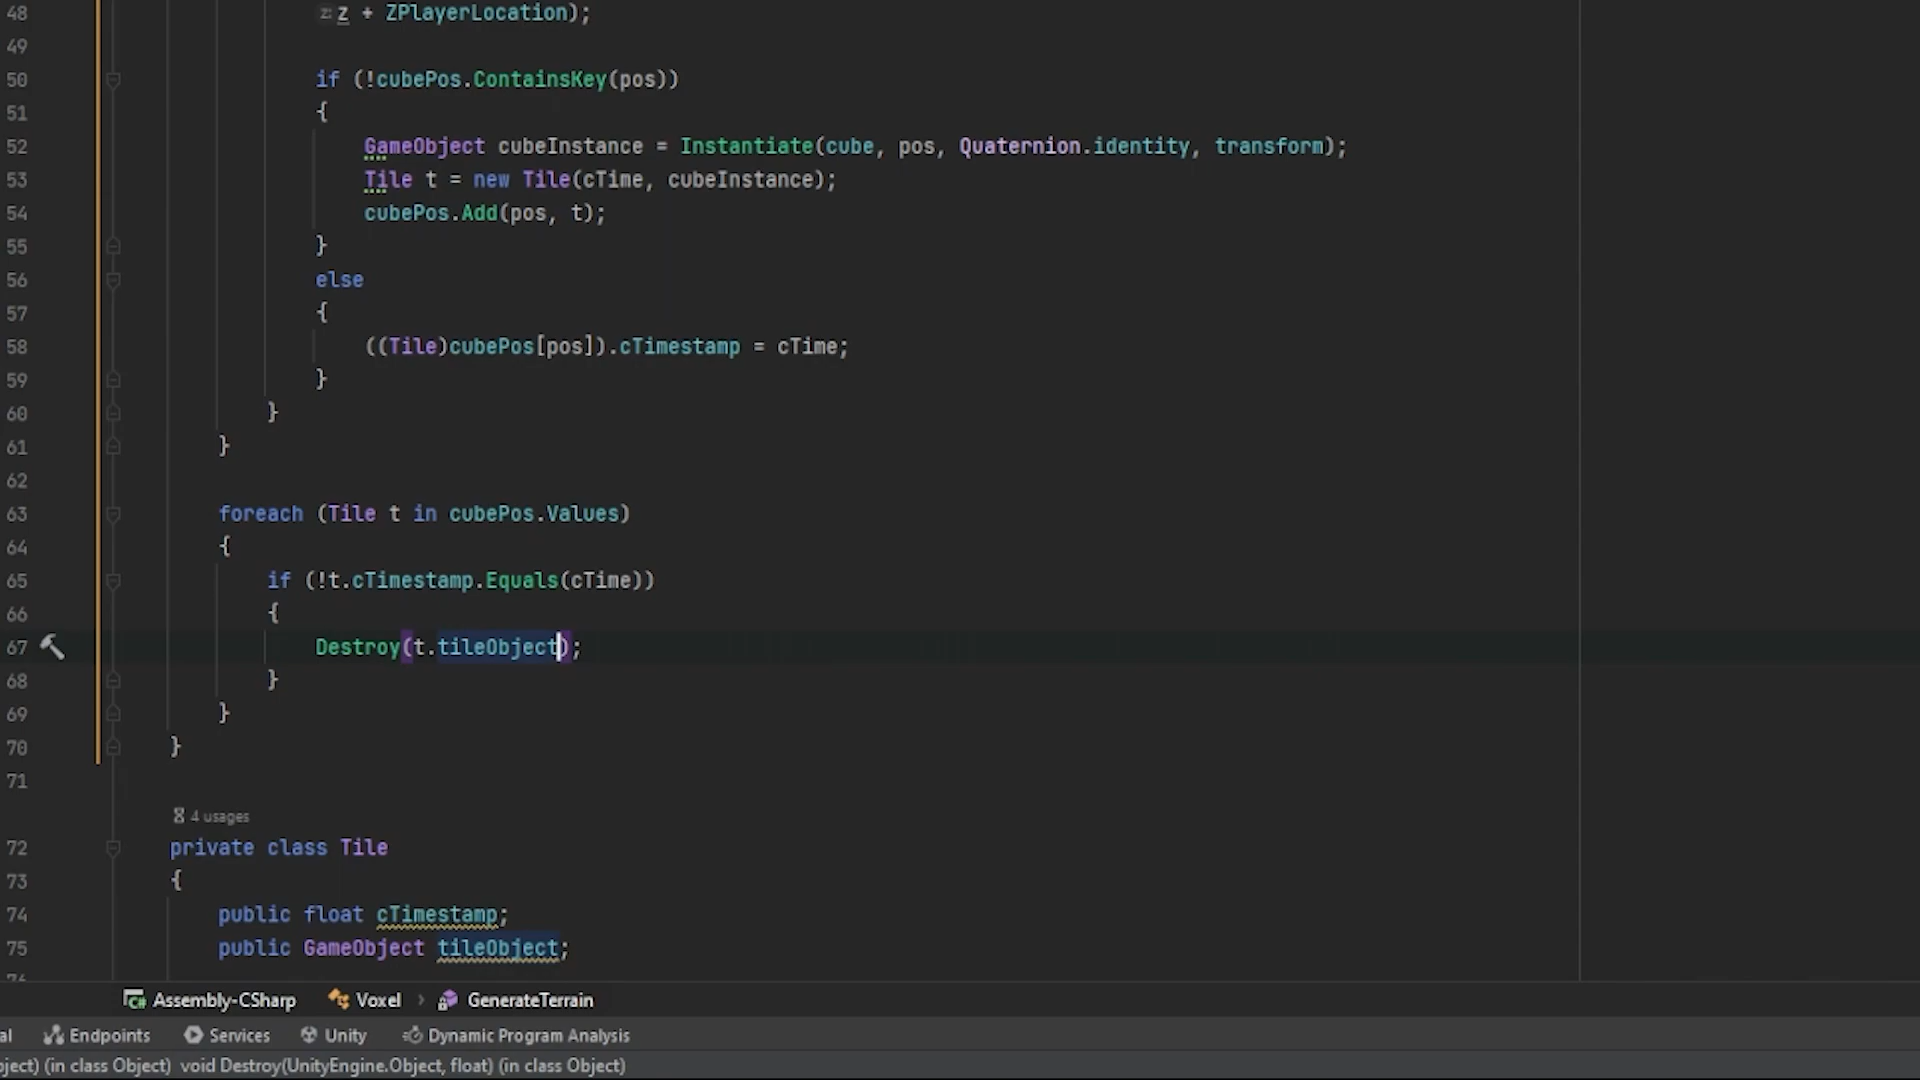 48 z: z + ZPlayerLocation);
49
50 if (!cubePos.ContainsKey(pos))
51 {
52 GameObject cubeInstance = Instantiate(cube, pos, Quaternion.identity, transform);
53 Tile t = new Tile(cTime, cubeInstance);
54 cubePos.Add(pos, t);
55 }
56 else
57 {
58 ((Tile)cubePos[pos]).cTimestamp = cTime;
59 }
60 }
61 }
62
63 foreach (Tile t in cubePos.Values)
64 {
65 if (!t.cTimestamp.Equals(cTime))
66 {
67 Destroy(t.tileObject);
68 }
69 }
70 }
71
4 usages
72 private class Tile
73 {
74 public float cTimestamp;
75 public GameObject tileObject;
Assembly-CSharp Voxel › GenerateTerrain
al Endpoints Services Unity Dynamic Program Analysis
oject) (in class Object) void Destroy(UnityEngine.Object, float) (in class Object)